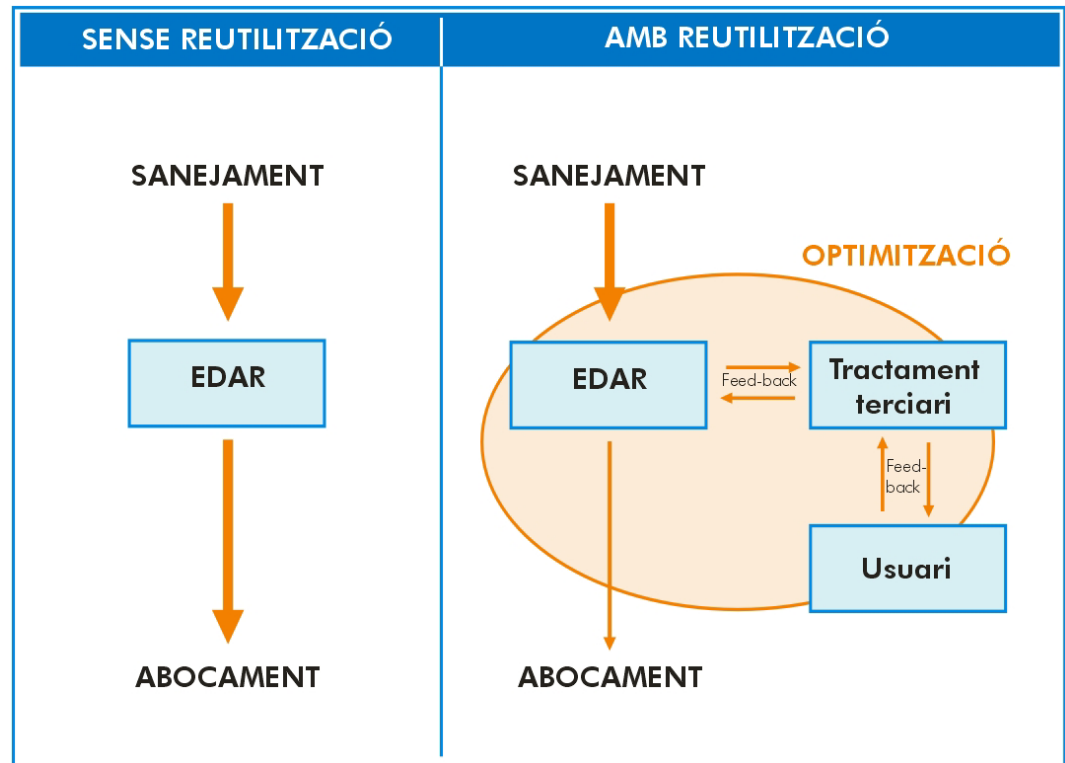 SENSE REUTILITZACIÓ
AMB REUTILITZACIÓ
SANEJAMENT
EDAR
ABOCAMENT
SANEJAMENT
OPTIMITZACIÓ
EDAR
Feed-back
Tractament
terciari
Feed-
back
Usuari
ABOCAMENT